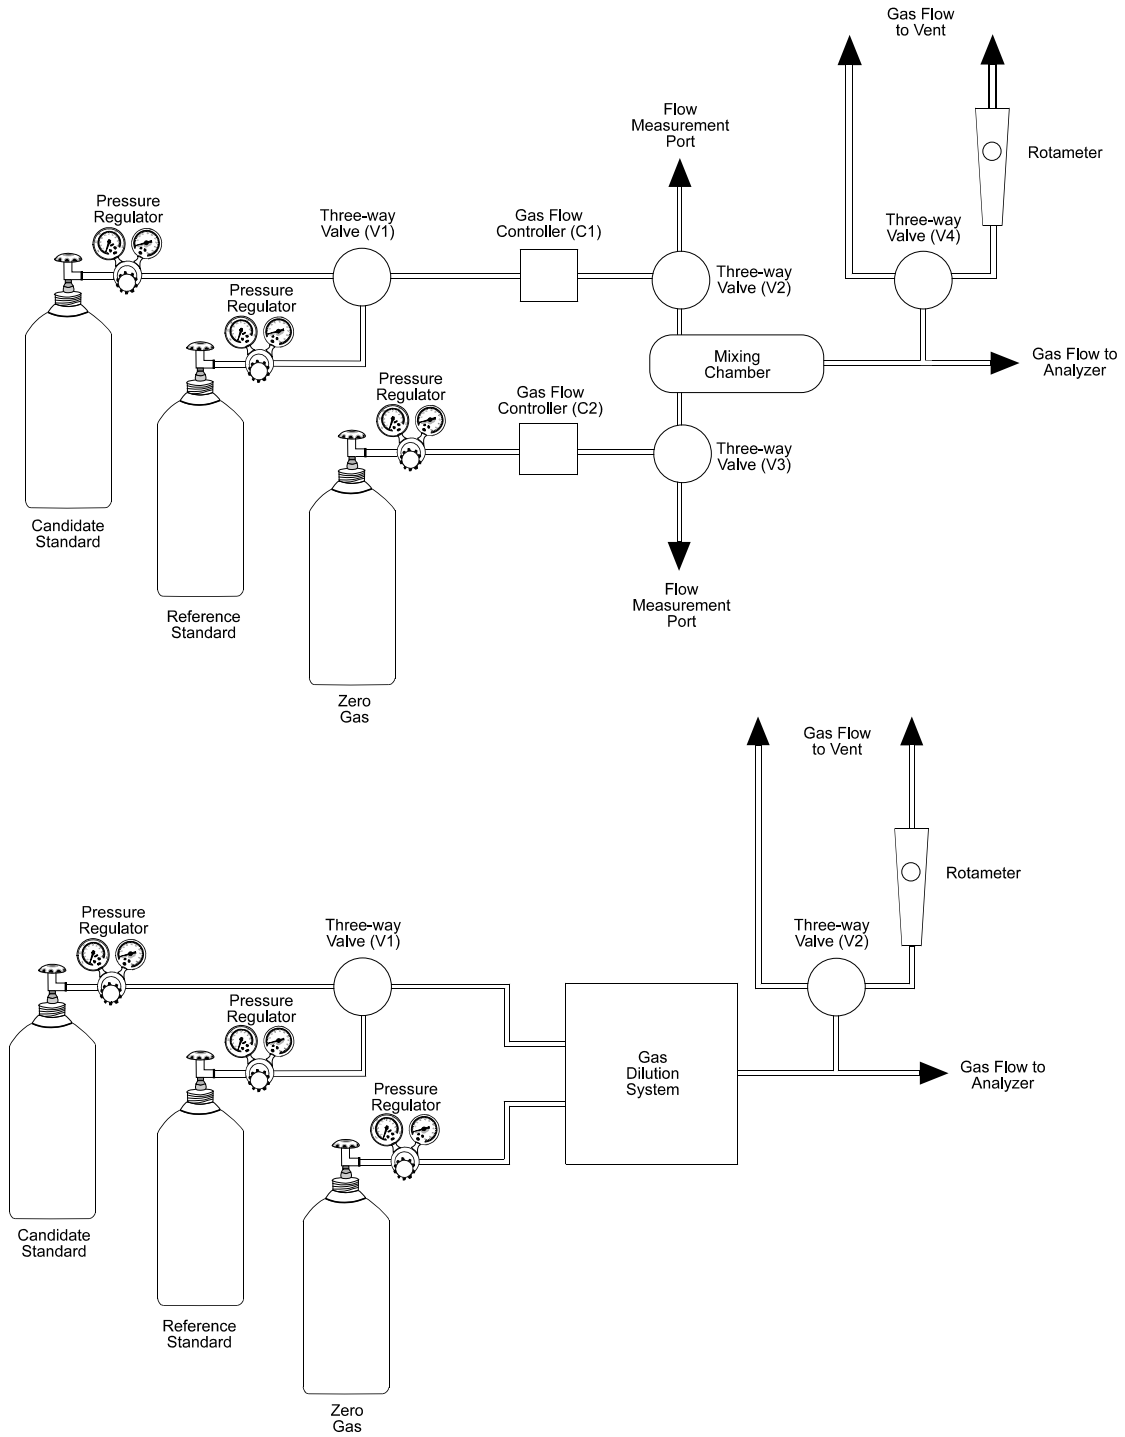 Gas Flow
to Vent
Flow
Measurement
Port
Rotameter
Pressure
Regulator
Three-way
Valve (V1)
Gas Flow
Controller (C1)
Three-way
Valve (V4)
Three-way
Valve (V2)
Pressure
Regulator
Mixing
Chamber
Gas Flow to
Analyzer
Pressure
Regulator
Gas Flow
Controller (C2)
Three-way
Valve (V3)
Candidate
Standard
Flow
Measurement
Port
Reference
Standard
Zero
Gas
Gas Flow
to Vent
Rotameter
Pressure
Regulator
Three-way
Valve (V1)
Three-way
Valve (V2)
Pressure
Regulator
Gas
Dilution
System
Gas Flow to
Analyzer
Pressure
Regulator
Candidate
Standard
Reference
Standard
Zero
Gas